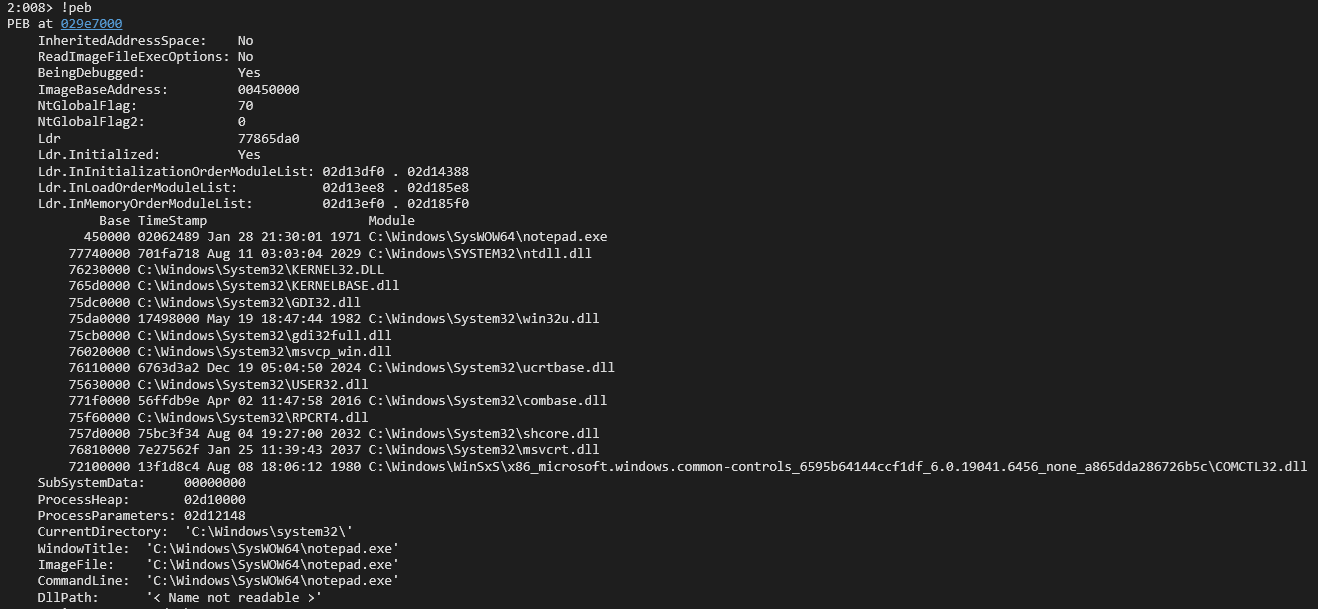 2:008> !peb
PEB at 029e7000
    InheritedAddressSpace:    No
    ReadImageFileExecOptions: No
    BeingDebugged:            Yes
    ImageBaseAddress:         00450000
    NtGlobalFlag:             70
    NtGlobalFlag2:            0
    Ldr                       77865da0
    Ldr.Initialized:          Yes
    Ldr.InInitializationOrderModuleList: 02d13df0 . 02d14388
    Ldr.InLoadOrderModuleList:           02d13ee8 . 02d185e8
    Ldr.InMemoryOrderModuleList:         02d13ef0 . 02d185f0
            Base TimeStamp                     Module
          450000 02062489 Jan 28 21:30:01 1971 C:\Windows\SysWOW64\notepad.exe
        77740000 701fa718 Aug 11 03:03:04 2029 C:\Windows\SYSTEM32\ntdll.dll
        76230000 C:\Windows\System32\KERNEL32.DLL
        765d0000 C:\Windows\System32\KERNELBASE.dll
        75dc0000 C:\Windows\System32\GDI32.dll
        75da0000 17498000 May 19 18:47:44 1982 C:\Windows\System32\win32u.dll
        75cb0000 C:\Windows\System32\gdi32full.dll
        76020000 C:\Windows\System32\msvcp_win.dll
        76110000 6763d3a2 Dec 19 05:04:50 2024 C:\Windows\System32\ucrtbase.dll
        75630000 C:\Windows\System32\USER32.dll
        771f0000 56ffdb9e Apr 02 11:47:58 2016 C:\Windows\System32\combase.dll
        75f60000 C:\Windows\System32\RPCRT4.dll
        757d0000 75bc3f34 Aug 04 19:27:00 2032 C:\Windows\System32\shcore.dll
        76810000 7e27562f Jan 25 11:39:43 2037 C:\Windows\System32\msvcrt.dll
        72100000 13f1d8c4 Aug 08 18:06:12 1980 C:\Windows\WinSxS\x86_microsoft.windows.common-controls_6595b64144ccf1df_6.0.19041.6456_none_a865dda286726b5c\COMCTL32.dll
    SubSystemData:     00000000
    ProcessHeap:       02d10000
    ProcessParameters: 02d12148
    CurrentDirectory:  'C:\Windows\system32\'
    WindowTitle:  'C:\Windows\SysWOW64\notepad.exe'
    ImageFile:    'C:\Windows\SysWOW64\notepad.exe'
    CommandLine:  'C:\Windows\SysWOW64\notepad.exe'
    DllPath:      '< Name not readable >'